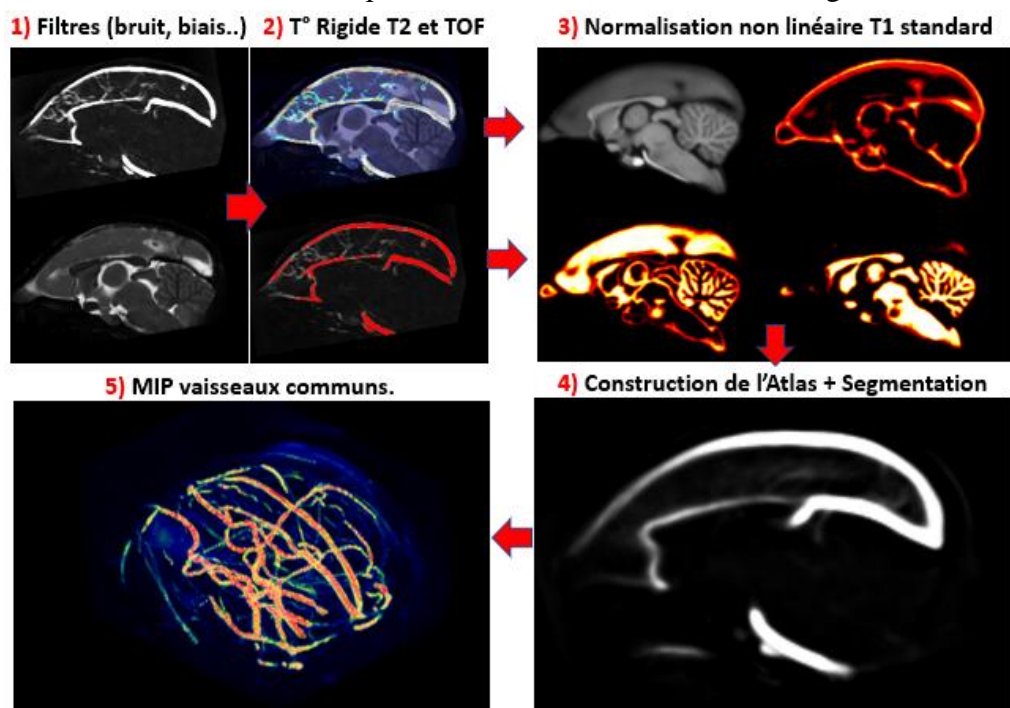 1) Filtres (bruit, biais..)
2) T° Rigide T2 et TOF
3) Normalisation non linéaire T1 standard
5) MIP vaisseaux communs.
4) Construction de l'Atlas + Segmentation